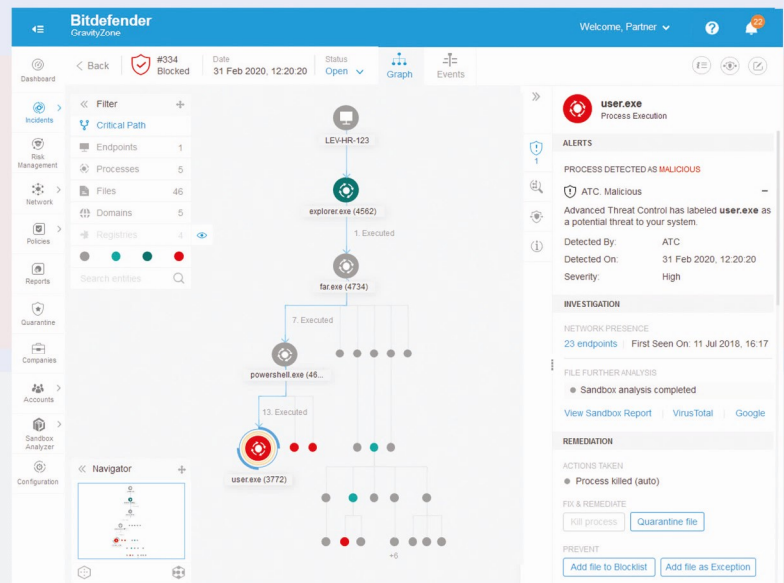 Bitdefender
GravityZone
Welcome, Partner
22
Dashboard
Incidents
Risk
Management
Network
Policies
Reports
Quarantine
Companies
Accounts
Sandbox
Analyzer
Configuration
Back
#334
Blocked
Date
31 Feb 2020, 12:20:20
Status
Open
Graph
Events
Filter
Critical Path
Endpoints 1
Processes 5
Files 46
Domains 5
Registries 4
Search entities
Navigator
LEV-HR-123
explorer.exe (4562)
1. Executed
far.exe (4734)
7. Executed
powershell.exe (46...
13. Executed
user.exe (3772)
+6
1
user.exe
Process Execution
ALERTS
PROCESS DETECTED AS MALICIOUS
ATC. Malicious
Advanced Threat Control has labeled user.exe as
a potential threat to your system.
Detected By: ATC
Detected On: 31 Feb 2020, 12:20:20
Severity: High
INVESTIGATION
NETWORK PRESENCE
23 endpoints First Seen On: 11 Jul 2018, 16:17
FILE FURTHER ANALYSIS
Sandbox analysis completed
View Sandbox Report VirusTotal Google
REMEDIATION
ACTIONS TAKEN
Process killed (auto)
FIX & REMEDIATE
Kill process Quarantine file
PREVENT
Add file to Blocklist Add file as Exception